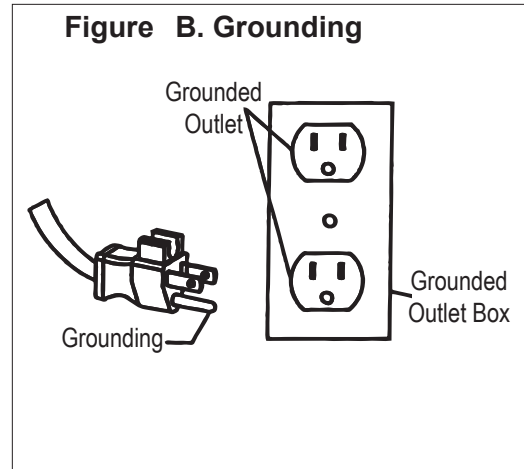 Figure B. Grounding
Grounded
Outlet
Grounded
Outlet Box
Grounding